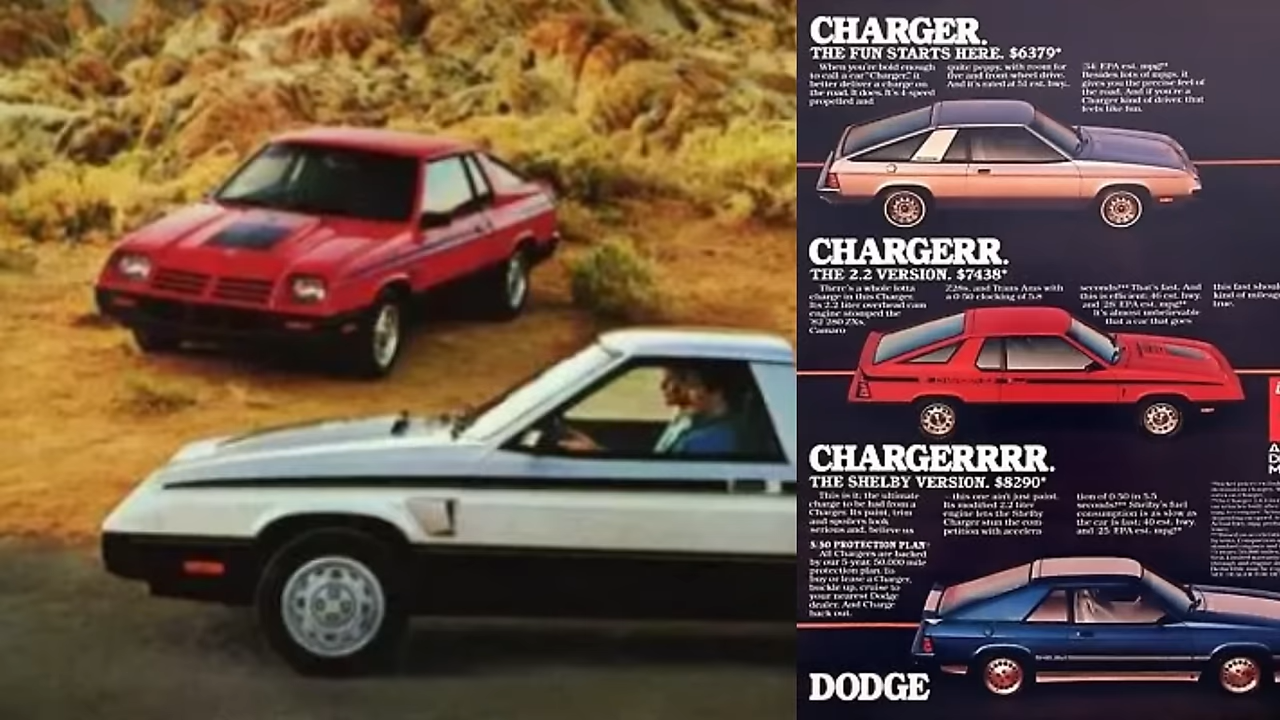 CHARGER.
THE FUN STARTS HERE. $6379*
When you're bold enough
to call a car "Charger," it
better deliver a charge on
the road. It does. It's 4-speed
propelled and
quite peppy, with room for
five and front-wheel drive.
And it's rated at 51 est. hwy.,
34 EPA est. mpg**
Besides lots of mpgs, it
gives you the precise feel of
the road. And if you're a
Charger kind of driver, that
feels like fun.
CHARGERR.
THE 2.2 VERSION. $7438*
There's a whole lotta
charge in this Charger.
Its 2.2 liter overhead cam
engine stomped the
'82 280 ZXs,
Camaro
Z28s, and Trans Ams with
a 0-50 clocking of 5.8
seconds*** That's fast. And
this is efficient: 46 est. hwy.
and 28 EPA est. mpg**
It's almost unbelievable
that a car that goes
this fast
kind of
true.
CHARGERRRR.
THE SHELBY VERSION. $8290*
This is it, the ultimate
charge to be had from a
Charger. Its paint, trim
and spoilers look
serious and, believe us
– this one ain't just paint.
Its modified 2.2 liter
engine has the Shelby
Charger stun the com-
petition with accelera-
tion of 0-50 in 5.5
seconds*** Shelby's fuel
consumption is as slow as
the car is fast: 40 est. hwy.
and 25 EPA est. mpg**
5/50 PROTECTION PLAN†
All Chargers are backed
by our 5-year, 50,000 mile
protection plan. So
buy or lease a Charger,
buckle up, cruise to
your nearest Dodge
dealer. And Charge
back out.
DODGE